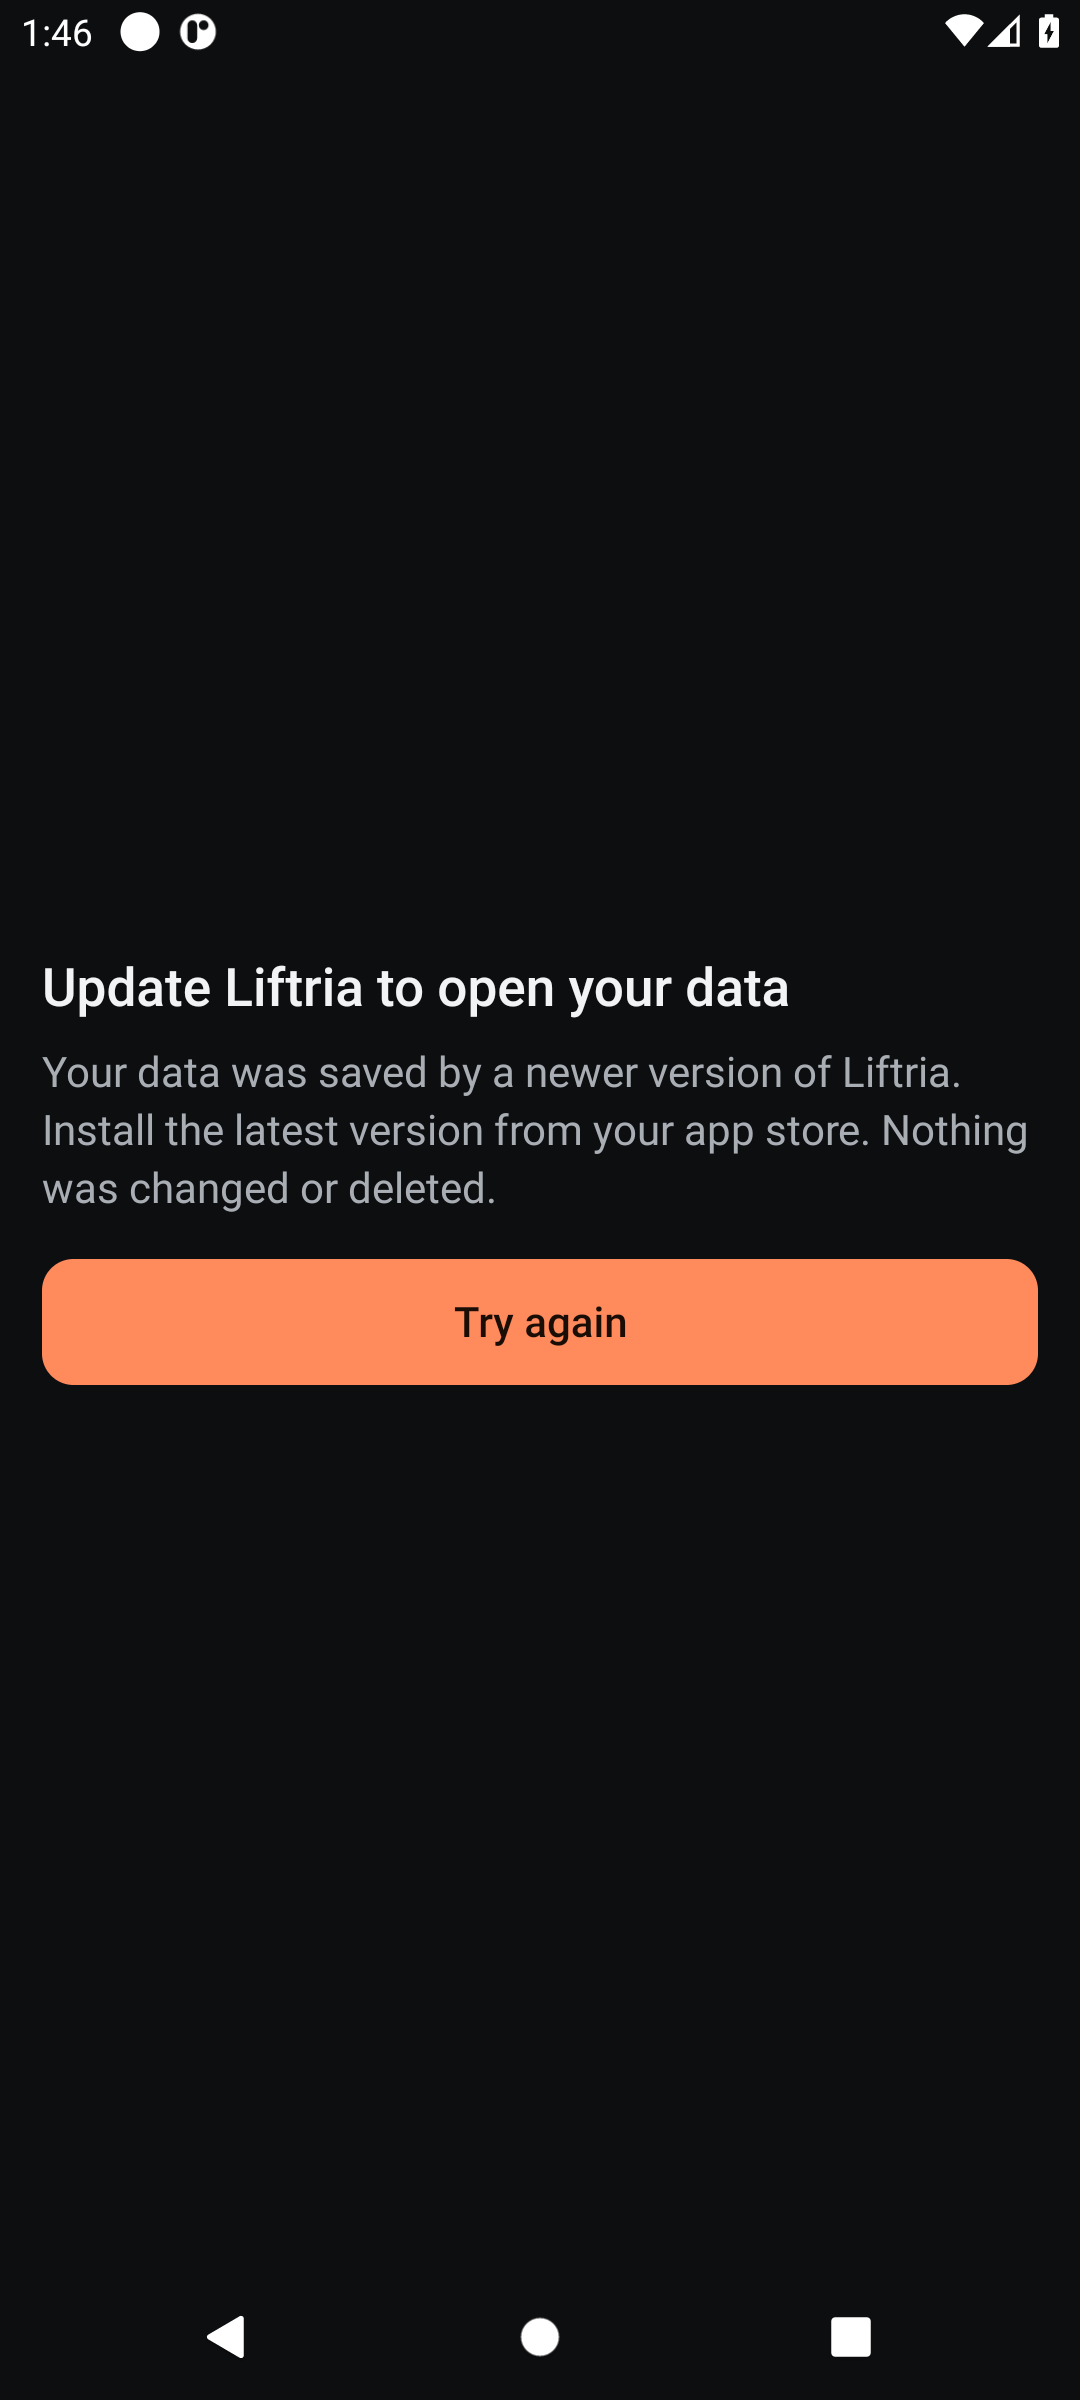 1:46
Update Liftria to open your data
Your data was saved by a newer version of Liftria.
Install the latest version from your app store. Nothing
was changed or deleted.
Try again